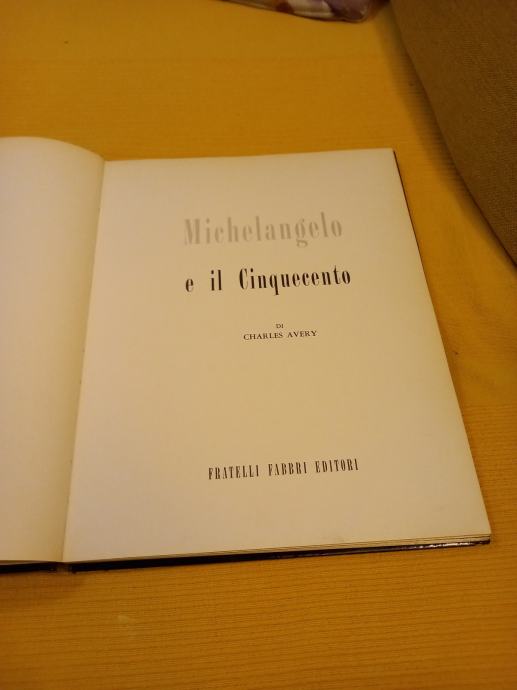 Michelangelo
e il Cinquecento
DI
CHARLES AVERY
FRATELLI FABBRI EDITORI